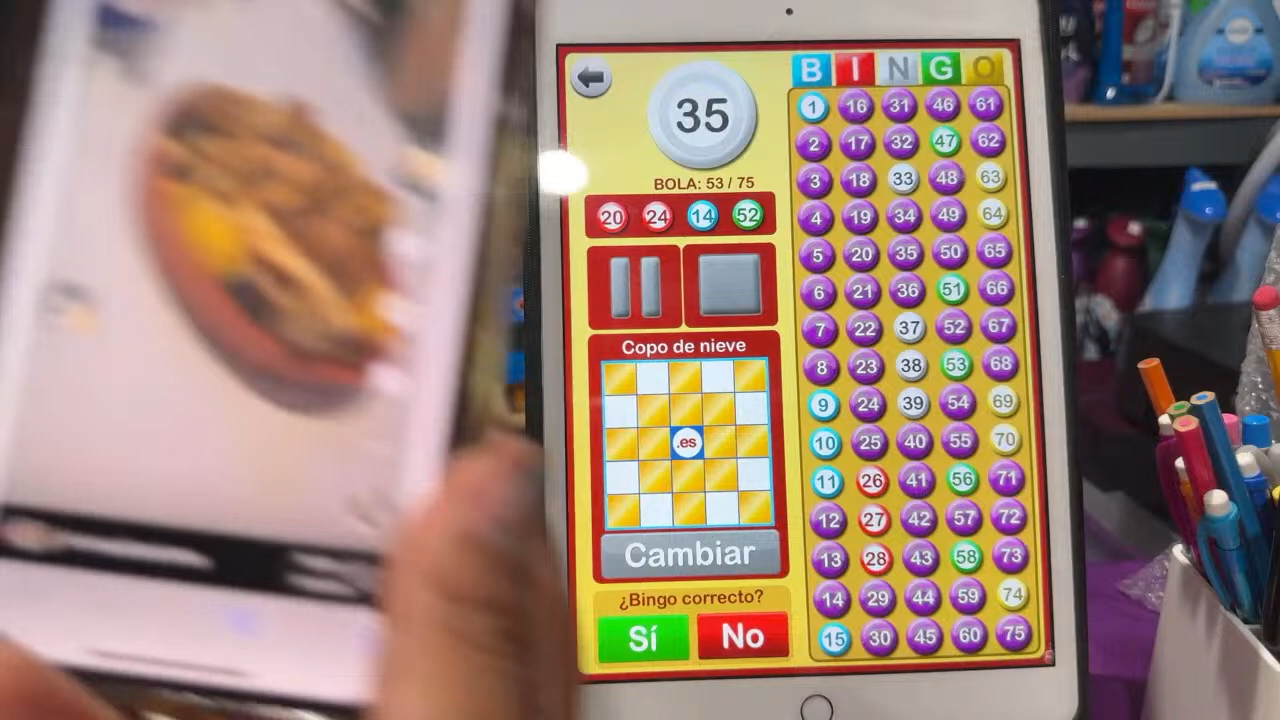 35
BOLA: 53 / 75
20 24 14 52
Copo de nieve
.es
Cambiar
¿Bingo correcto?
Sí No
B I N G O
1 16 31 46 61
2 17 32 47 62
3 18 33 48 63
4 19 34 49 64
5 20 35 50 65
6 21 36 51 66
7 22 37 52 67
8 23 38 53 68
9 24 39 54 69
10 25 40 55 70
11 26 41 56 71
12 27 42 57 72
13 28 43 58 73
14 29 44 59 74
15 30 45 60 75